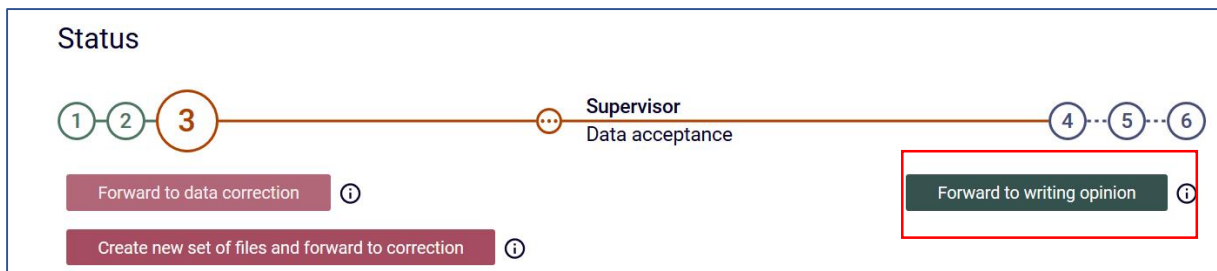 Status
1 2 3 ... Supervisor 4 5 6
Data acceptance
Forward to data correction i Forward to writing opinion i
Create new set of files and forward to correction i